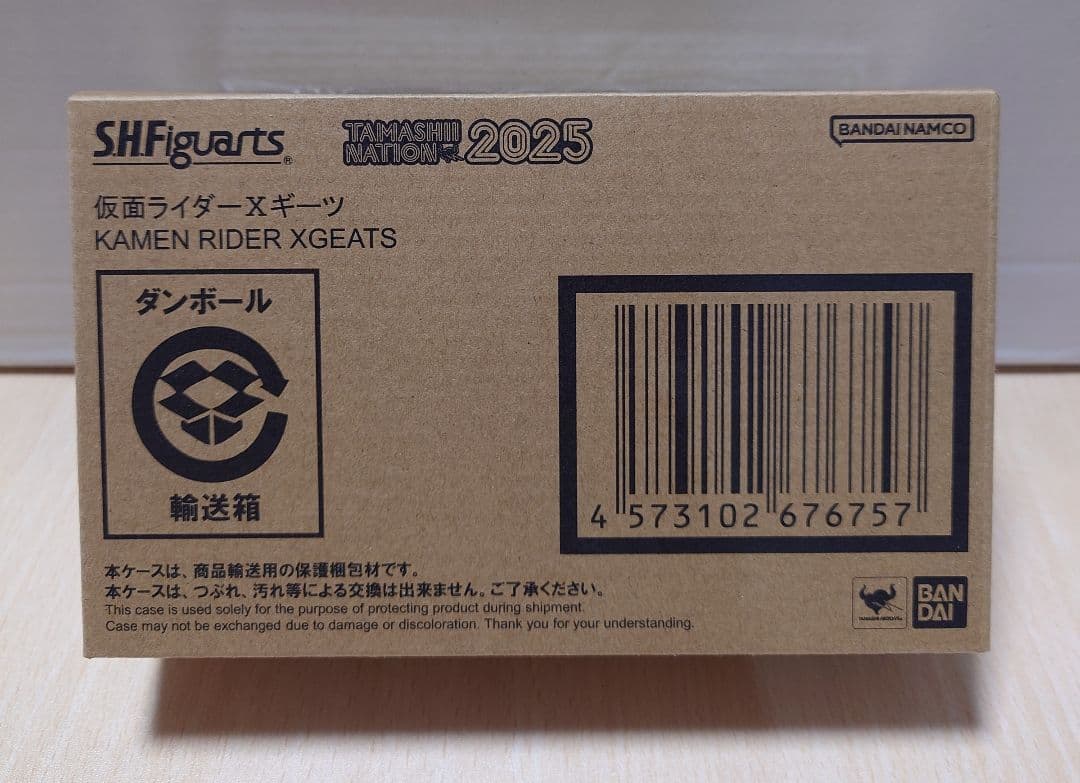 S.H.Figuarts®
TAMASHII NATION 2025
BANDAI NAMCO
仮面ライダーXギーツ
KAMEN RIDER XGEATS
ダンボール
輸送箱
4 573102 676757
本ケースは、商品輸送用の保護梱包材です。
本ケースは、つぶれ、汚れ等による交換は出来ません。ご了承ください。
This case is used solely for the purpose of protecting product during shipment.
Case may not be exchanged due to damage or discoloration. Thank you for your understanding.
TAMASHII NATIONS
BAN
DAI